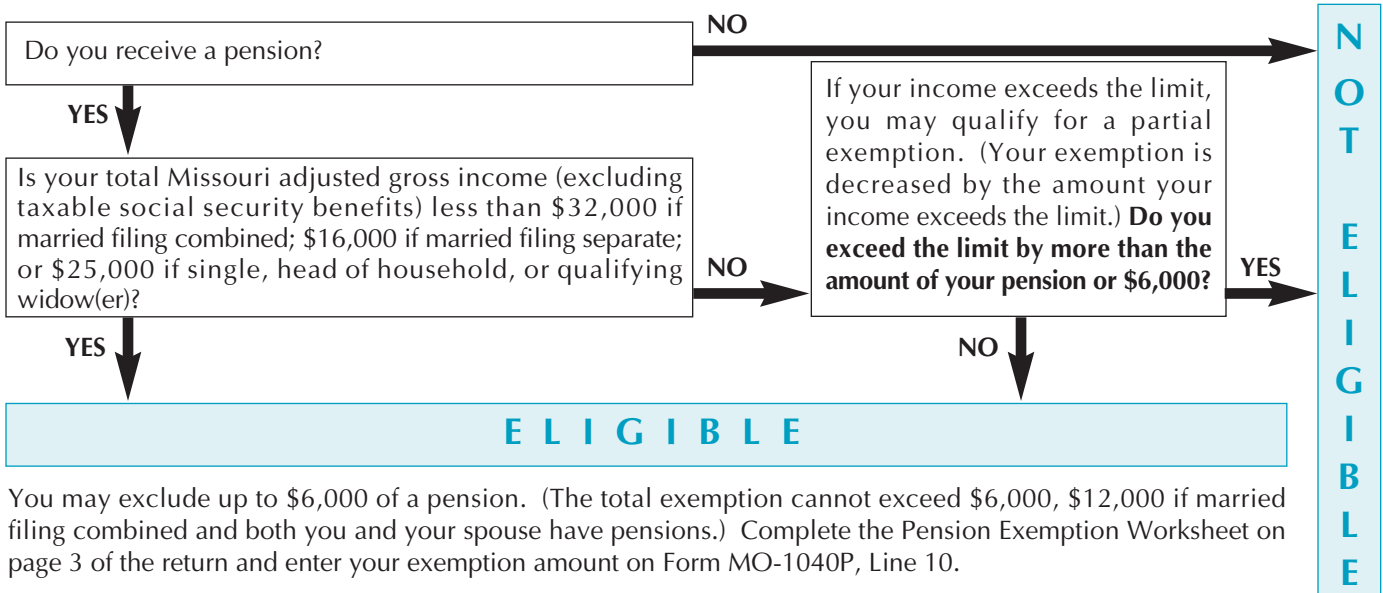 Do you receive a pension?
NO
YES
Is your total Missouri adjusted gross income (excluding
taxable social security benefits) less than $32,000 if
married filing combined; $16,000 if married filing separate;
or $25,000 if single, head of household, or qualifying
widow(er)?
NO
If your income exceeds the limit,
you may qualify for a partial
exemption. (Your exemption is
decreased by the amount your
income exceeds the limit.) Do you
exceed the limit by more than the
amount of your pension or $6,000?
YES
YES
NO
ELIGIBLE
NOT ELIGIBLE
You may exclude up to $6,000 of a pension. (The total exemption cannot exceed $6,000, $12,000 if married
filing combined and both you and your spouse have pensions.) Complete the Pension Exemption Worksheet on
page 3 of the return and enter your exemption amount on Form MO-1040P, Line 10.